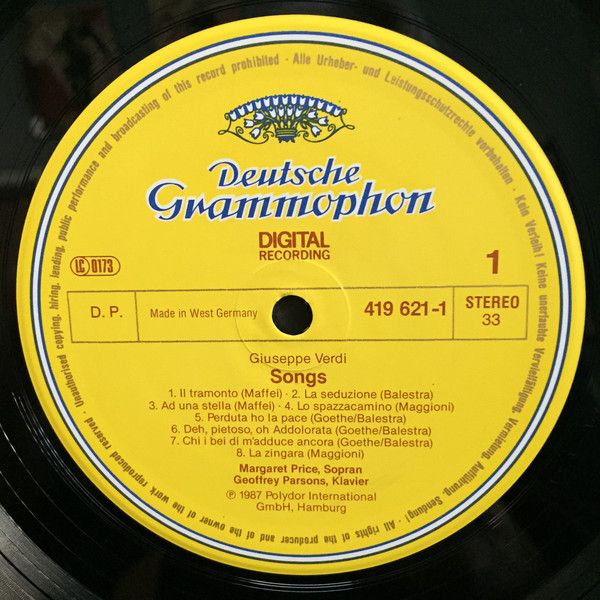 Deutsche
Grammophon
DIGITAL
RECORDING
LC 0173
1
D. P.
Made in West Germany
419 621-1
STEREO
33
Giuseppe Verdi
Songs
1. Il tramonto (Maffei) · 2. La seduzione (Balestra)
3. Ad una stella (Maffei) · 4. Lo spazzacamino (Maggioni)
5. Perduta ho la pace (Goethe/Balestra)
6. Deh, pietoso, oh Addolorata (Goethe/Balestra)
7. Chi i bei dì m'adduce ancora (Goethe/Balestra)
8. La zingara (Maggioni)
Margaret Price, Sopran
Geoffrey Parsons, Klavier
℗ 1987 Polydor International
GmbH, Hamburg
Alle Urheber- und Leistungsschutzrechte vorbehalten · Kein Verleih! Keine unerlaubte Vervielfältigung, Vermietung, Aufführung, Sendung! · All rights of the producer and of the owner of the work reproduced reserved. Unauthorised copying, hiring, lending, public performance and broadcasting of this record prohibited ·